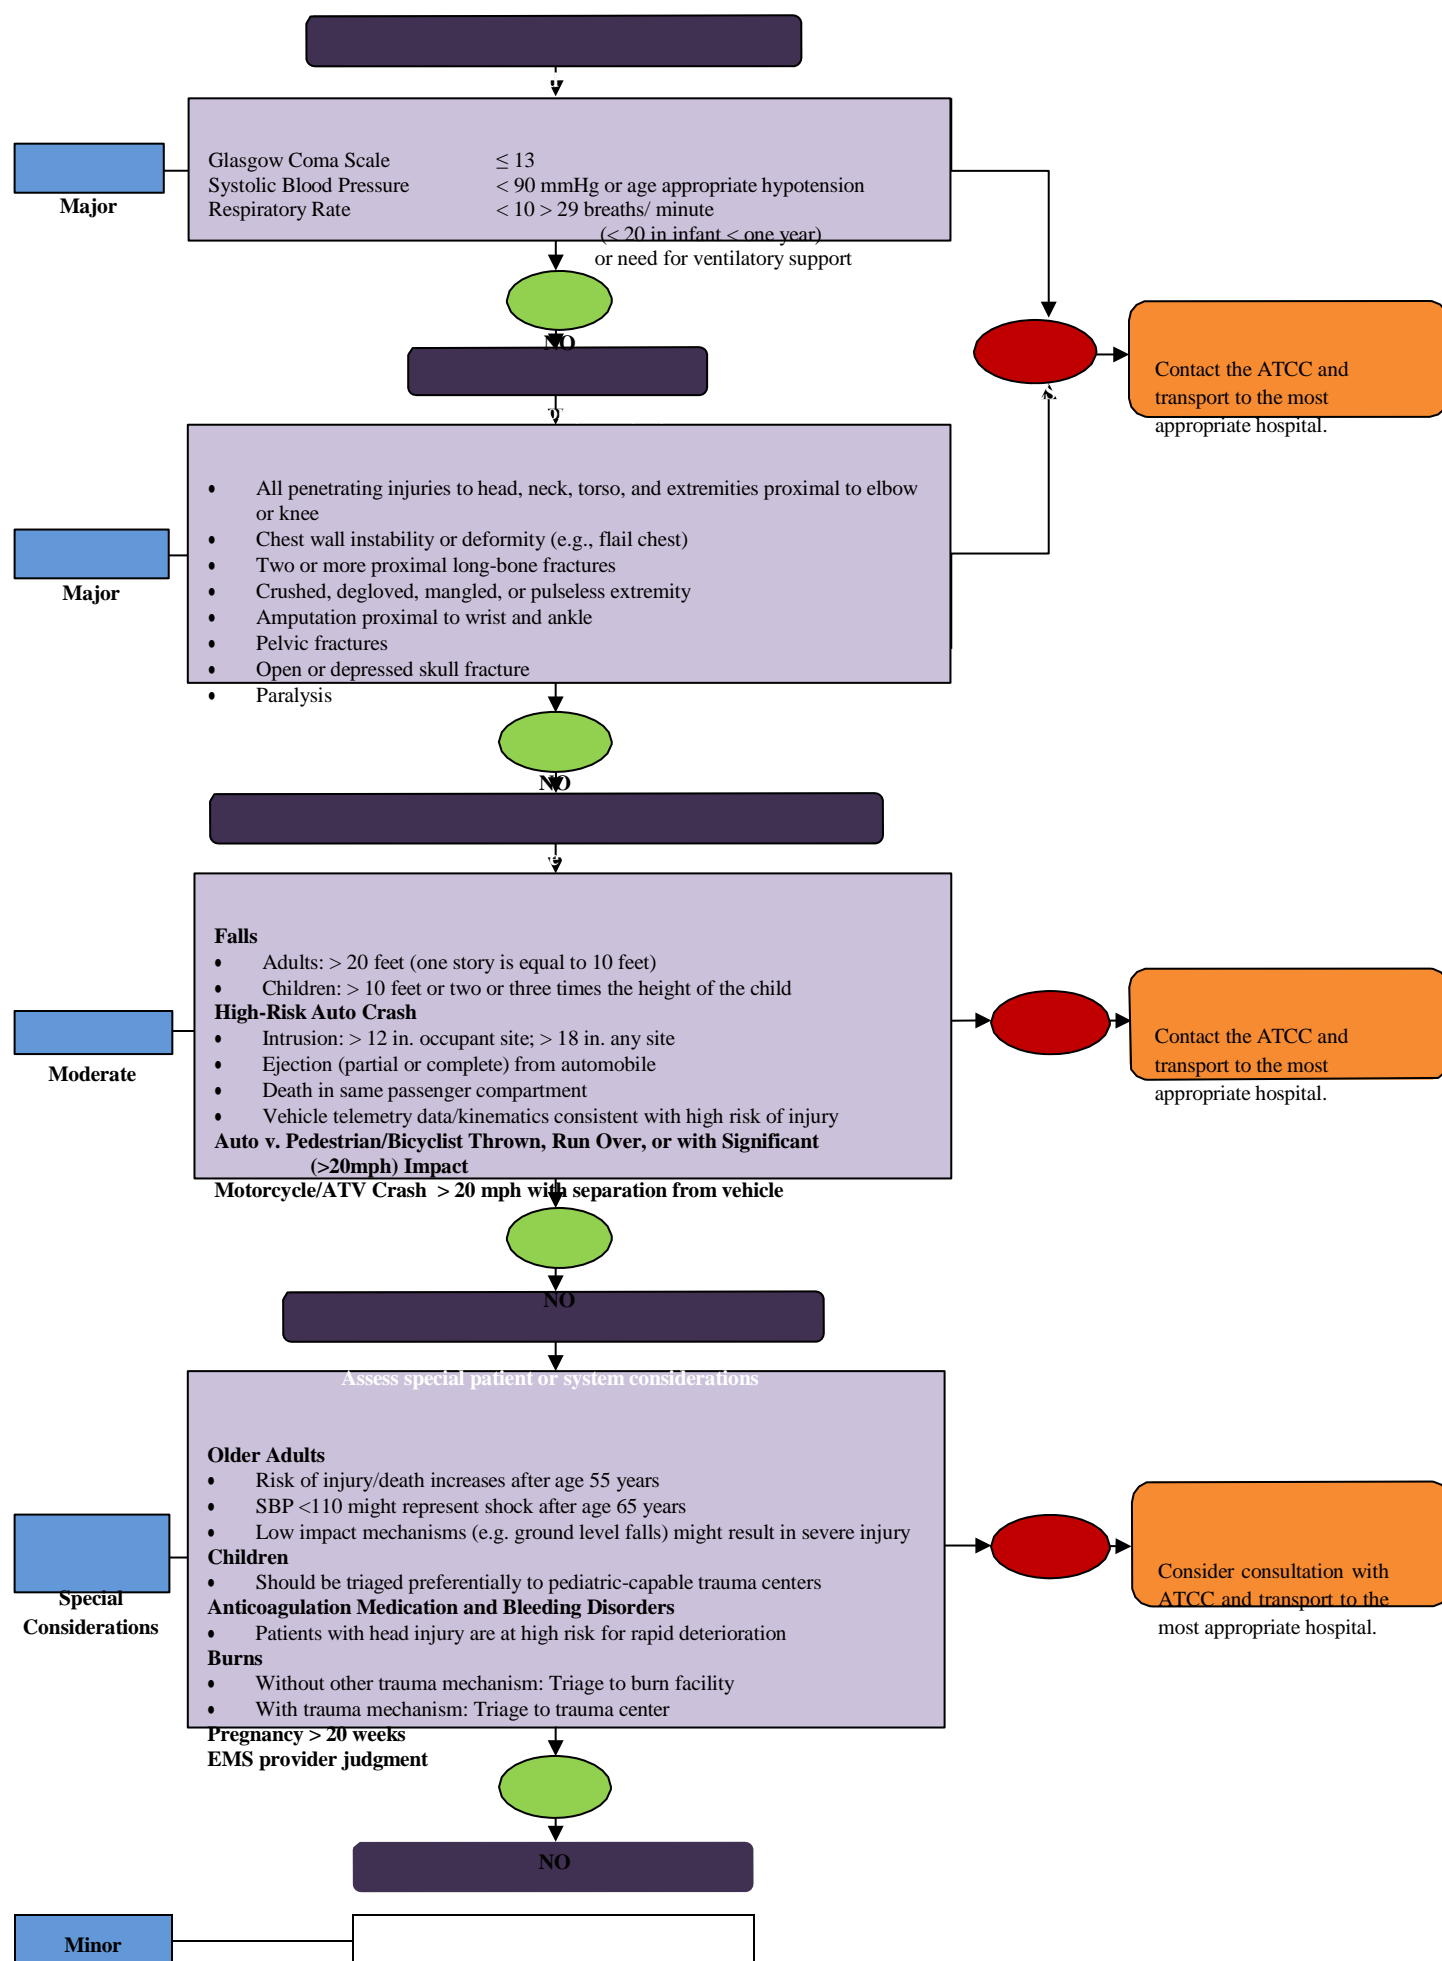 Glasgow Coma Scale ≤ 13
Systolic Blood Pressure < 90 mmHg or age appropriate hypotension
Major
Respiratory Rate < 10 > 29 breaths/ minute
(< 20 in infant < one year)
or need for ventilatory support
NO
Contact the ATCC and
transport to the most
appropriate hospital.
• All penetrating injuries to head, neck, torso, and extremities proximal to elbow
or knee
• Chest wall instability or deformity (e.g., flail chest)
• Two or more proximal long-bone fractures
Major
• Crushed, degloved, mangled, or pulseless extremity
• Amputation proximal to wrist and ankle
• Pelvic fractures
• Open or depressed skull fracture
• Paralysis
NO
Falls
• Adults: > 20 feet (one story is equal to 10 feet)
• Children: > 10 feet or two or three times the height of the child
High-Risk Auto Crash
• Intrusion: > 12 in. occupant site; > 18 in. any site
• Ejection (partial or complete) from automobile
Moderate
• Death in same passenger compartment
• Vehicle telemetry data/kinematics consistent with high risk of injury
Auto v. Pedestrian/Bicyclist Thrown, Run Over, or with Significant
(>20mph) Impact
Motorcycle/ATV Crash > 20 mph with separation from vehicle
Contact the ATCC and
transport to the most
appropriate hospital.
NO
Assess special patient or system considerations
Older Adults
• Risk of injury/death increases after age 55 years
• SBP <110 might represent shock after age 65 years
• Low impact mechanisms (e.g. ground level falls) might result in severe injury
Children
• Should be triaged preferentially to pediatric-capable trauma centers
Special
Considerations
Anticoagulation Medication and Bleeding Disorders
• Patients with head injury are at high risk for rapid deterioration
Burns
• Without other trauma mechanism: Triage to burn facility
• With trauma mechanism: Triage to trauma center
Pregnancy > 20 weeks
EMS provider judgment
Consider consultation with
ATCC and transport to the
most appropriate hospital.
NO
Minor